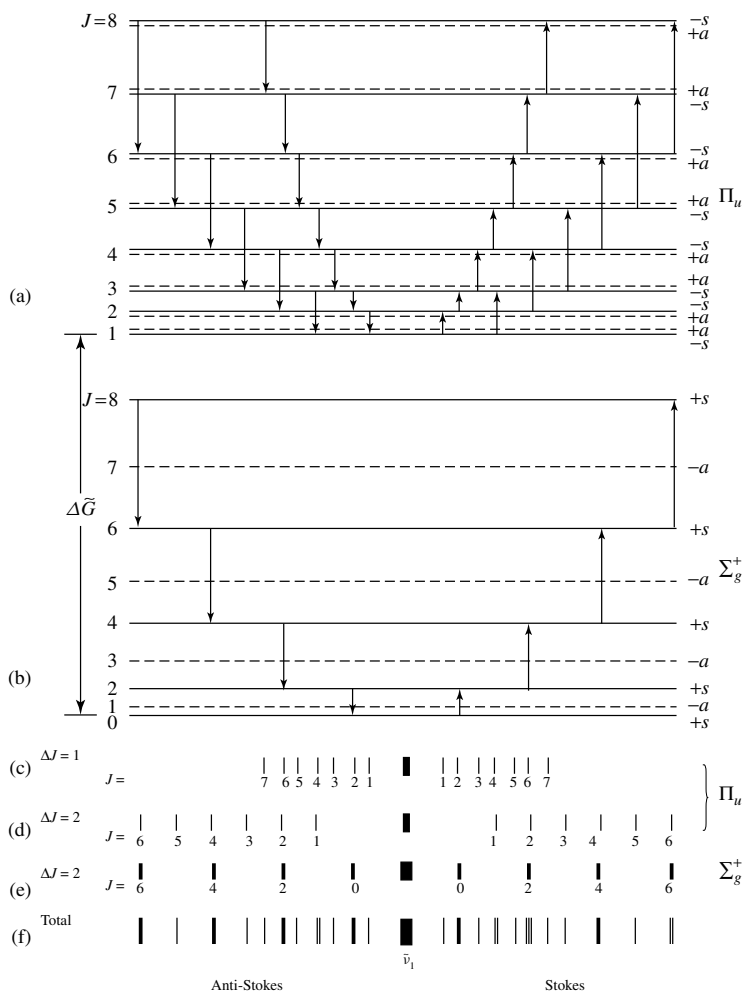 J = 8 −s
+a
7 +a
−s
6 −s
+a
5 +a
−s
Π_u
4 −s
+a
(a) 3 +a
−s
2 −s
+a
1 +a
−s
J = 8 +s
7 −a
ΔG̃
6 +s
5 −a
Σ_g^+
4 +s
3 −a
(b)
2 +s
1 −a
0 +s
(c) ΔJ = 1
J = 7 6 5 4 3 2 1 1 2 3 4 5 6 7
Π_u
(d) ΔJ = 2
J = 6 5 4 3 2 1 1 2 3 4 5 6
(e) ΔJ = 2
J = 6 4 2 0 0 2 4 6
Σ_g^+
(f) Total
ν̃_1
Anti-Stokes Stokes